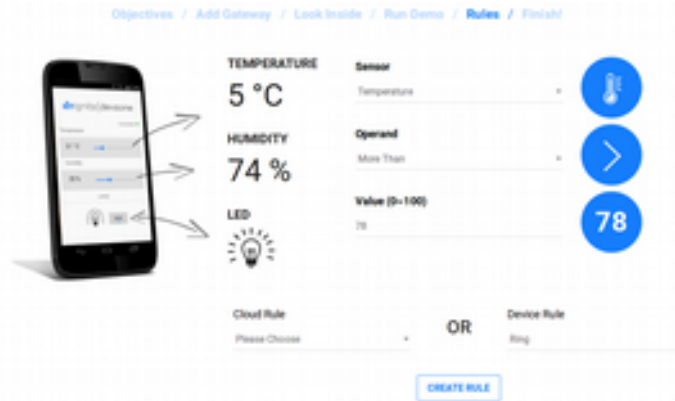 Objectives / Add Gateway / Look Inside / Run Demo / Rules / Finish!
TEMPERATURE
5 °C
HUMIDITY
74 %
LED
Sensor
Temperature
Operand
More Than
Value (0~100)
78
78
Cloud Rule
Please Choose
OR
Device Rule
Ring
CREATE RULE